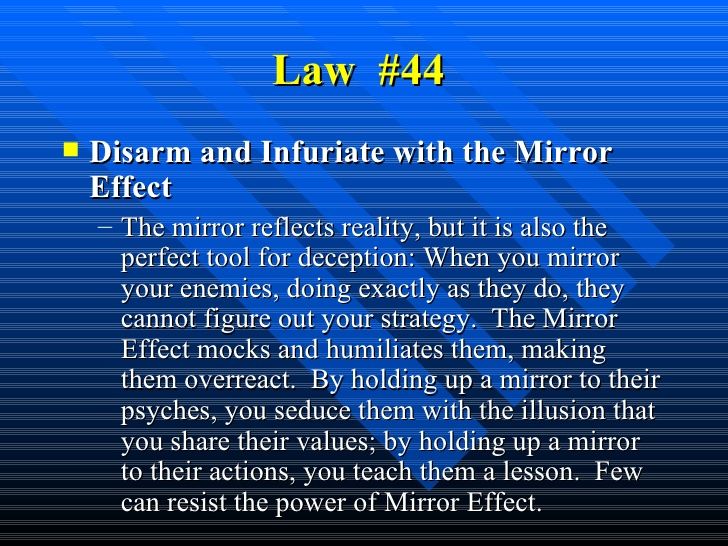 Law #44
Disarm and Infuriate with the Mirror
Effect
– The mirror reflects reality, but it is also the
perfect tool for deception: When you mirror
your enemies, doing exactly as they do, they
cannot figure out your strategy. The Mirror
Effect mocks and humiliates them, making
them overreact. By holding up a mirror to their
psyches, you seduce them with the illusion that
you share their values; by holding up a mirror
to their actions, you teach them a lesson. Few
can resist the power of Mirror Effect.